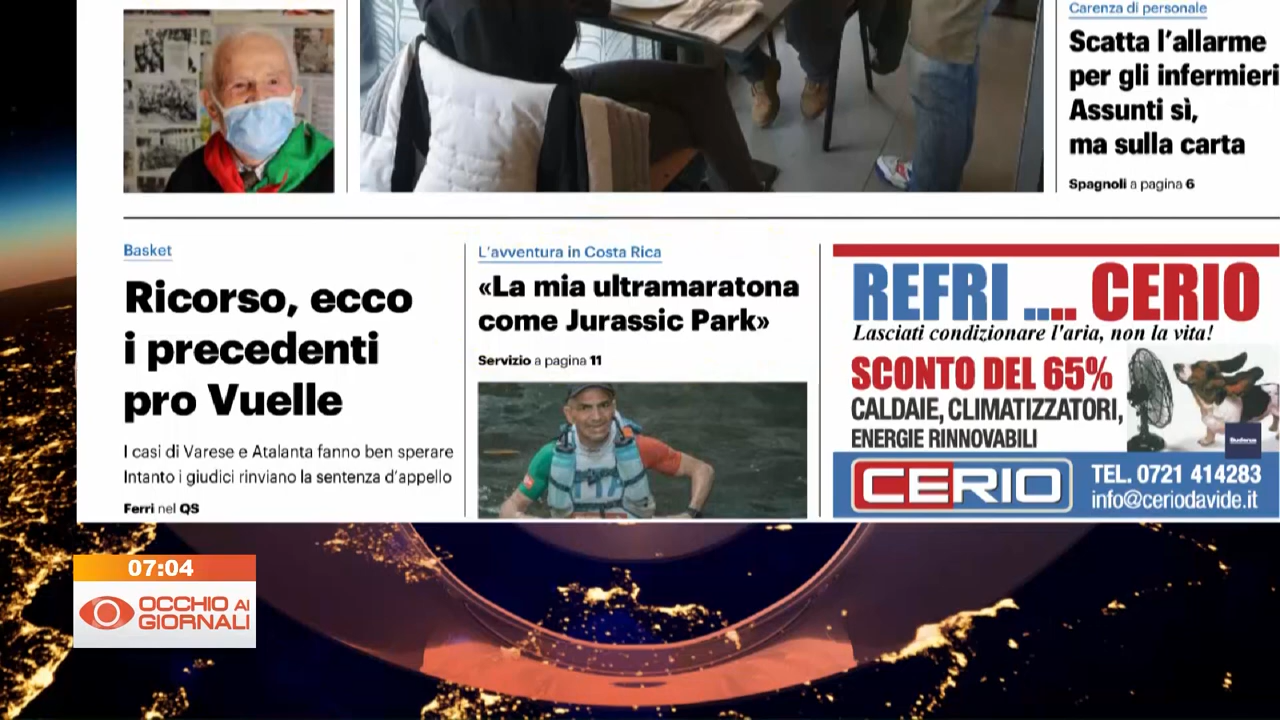 Carenza di personale
Scatta l’allarme
per gli infermieri
Assunti sì,
ma sulla carta
Spagnoli a pagina 6
Basket
Ricorso, ecco
i precedenti
pro Vuelle
I casi di Varese e Atalanta fanno ben sperare
Intanto i giudici rinviano la sentenza d’appello
Ferri nel QS
L’avventura in Costa Rica
«La mia ultramaratona
come Jurassic Park»
Servizio a pagina 11
REFRI .... CERIO
Lasciati condizionare l'aria, non la vita!
SCONTO DEL 65%
CALDAIE, CLIMATIZZATORI,
ENERGIE RINNOVABILI
CERIO
TEL. 0721 414283
info@ceriodavide.it
07:04
OCCHIO AI
GIORNALI